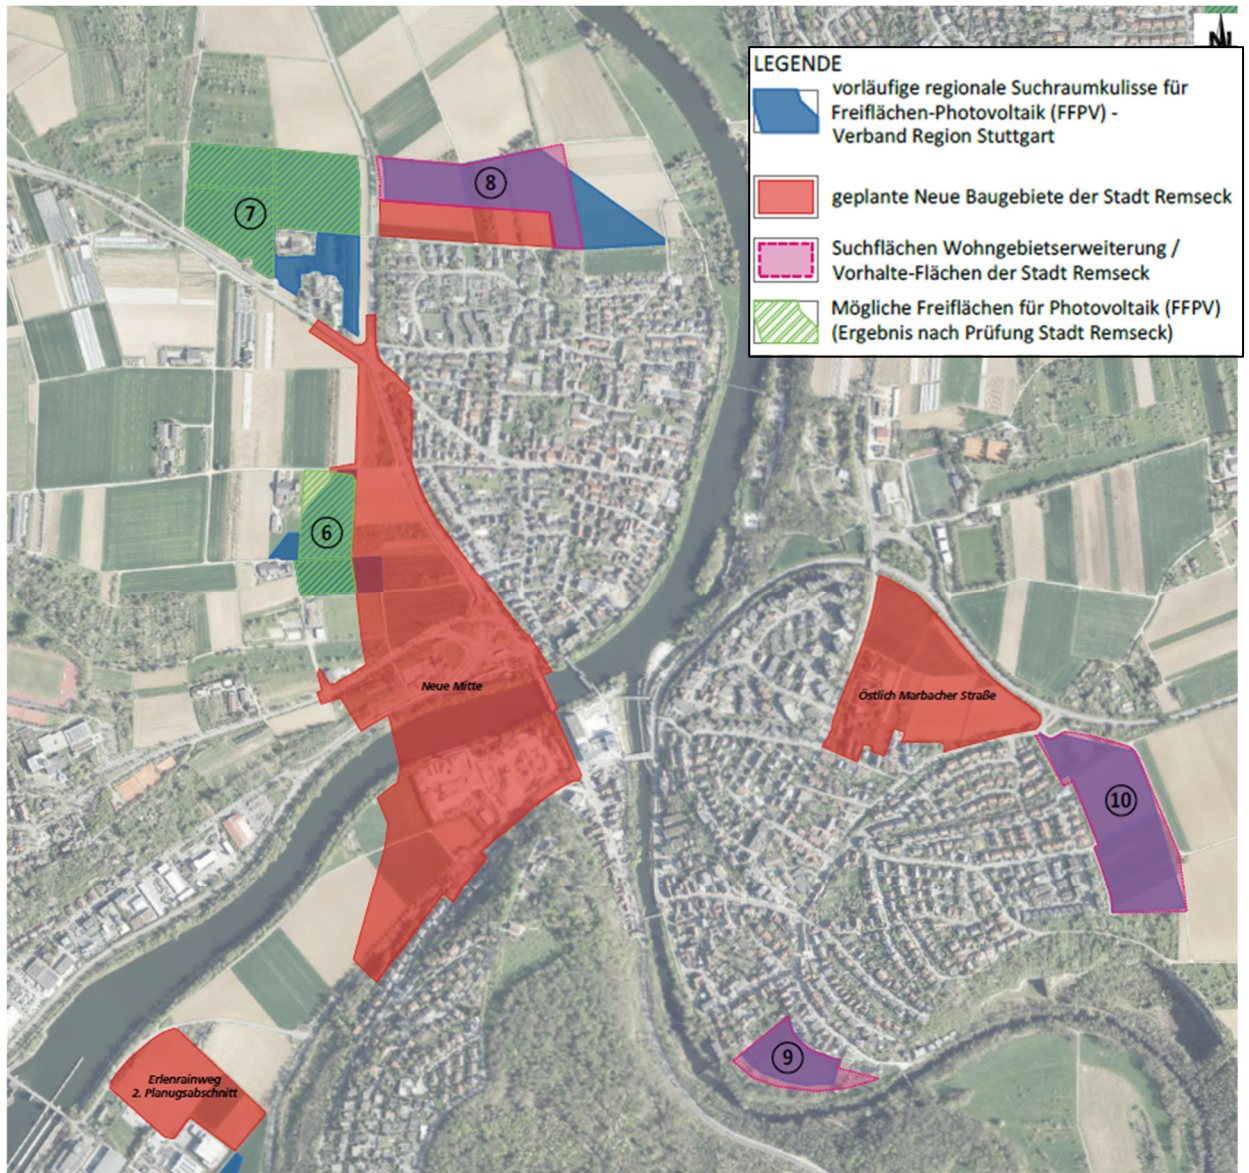 N
LEGENDE
vorläufige regionale Suchraumkulisse für
Freiflächen-Photovoltaik (FFPV) -
Verband Region Stuttgart
geplante Neue Baugebiete der Stadt Remseck
Suchflächen Wohngebietserweiterung /
Vorhalte-Flächen der Stadt Remseck
Mögliche Freiflächen für Photovoltaik (FFPV)
(Ergebnis nach Prüfung Stadt Remseck)
8
7
6
Neue Mitte
Östlich Marbacher Straße
10
9
Erlenrainweg
2. Planugsabschnitt